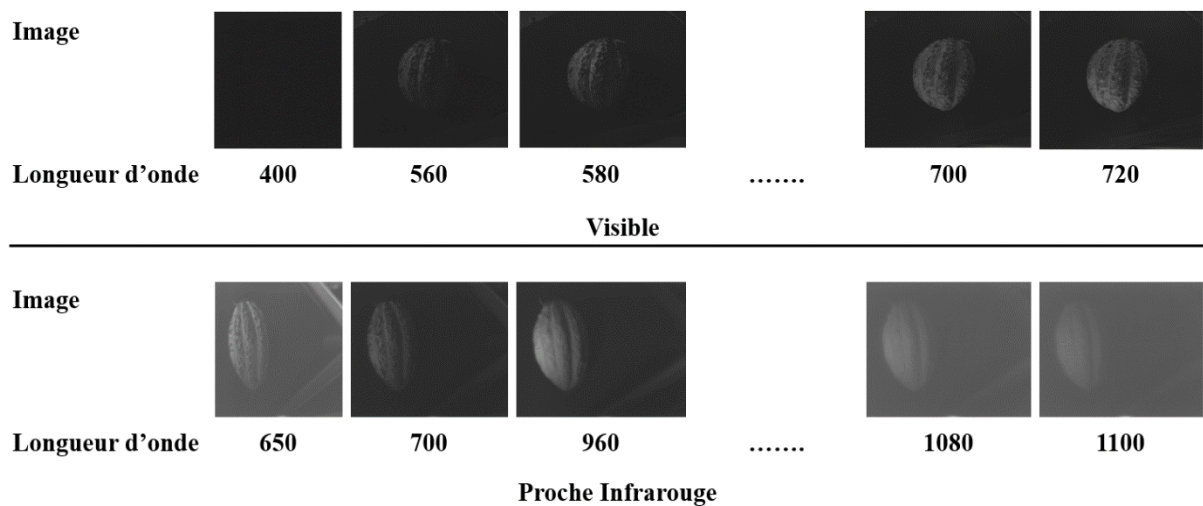 Image
Longueur d’onde 400 560 580 ……. 700 720
Visible
Image
Longueur d’onde 650 700 960 ……. 1080 1100
Proche Infrarouge